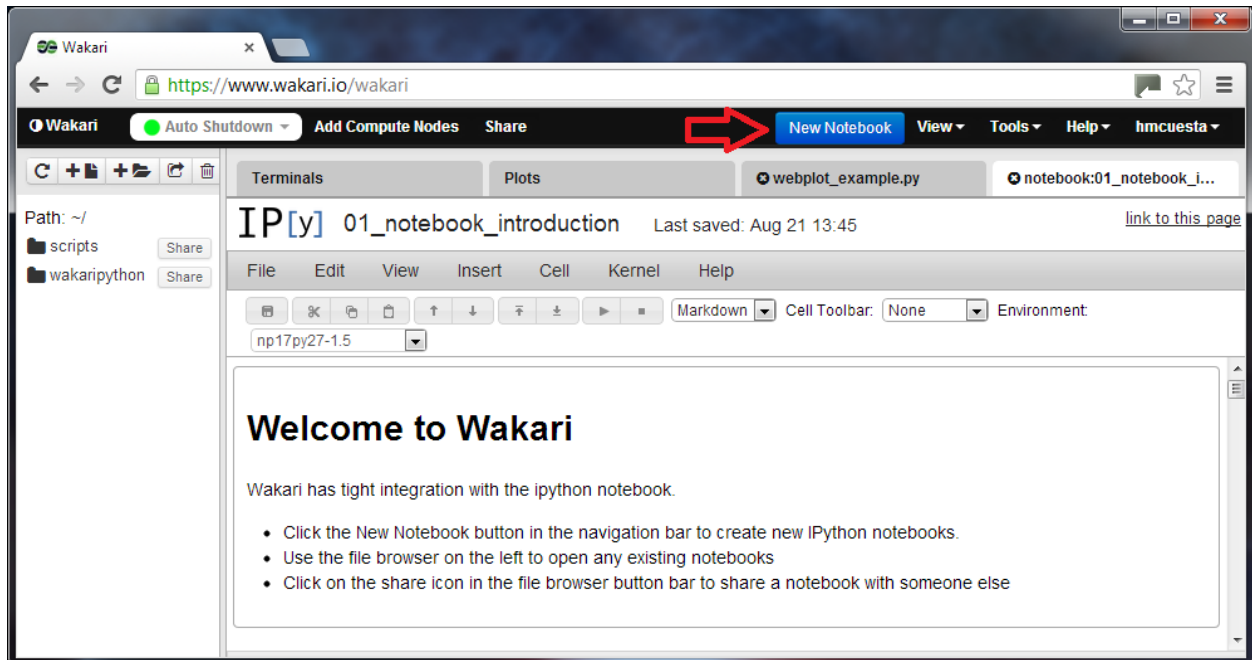 Wakari
https://www.wakari.io/wakari
Wakari Auto Shutdown Add Compute Nodes Share New Notebook View Tools Help hmcuesta
Terminals Plots webplot_example.py notebook:01_notebook_i...
Path: ~/
scripts Share
wakaripython Share
IP[y] 01_notebook_introduction Last saved: Aug 21 13:45 link to this page
File Edit View Insert Cell Kernel Help
Markdown Cell Toolbar: None Environment:
np17py27-1.5
Welcome to Wakari
Wakari has tight integration with the ipython notebook.
• Click the New Notebook button in the navigation bar to create new IPython notebooks.
• Use the file browser on the left to open any existing notebooks
• Click on the share icon in the file browser button bar to share a notebook with someone else